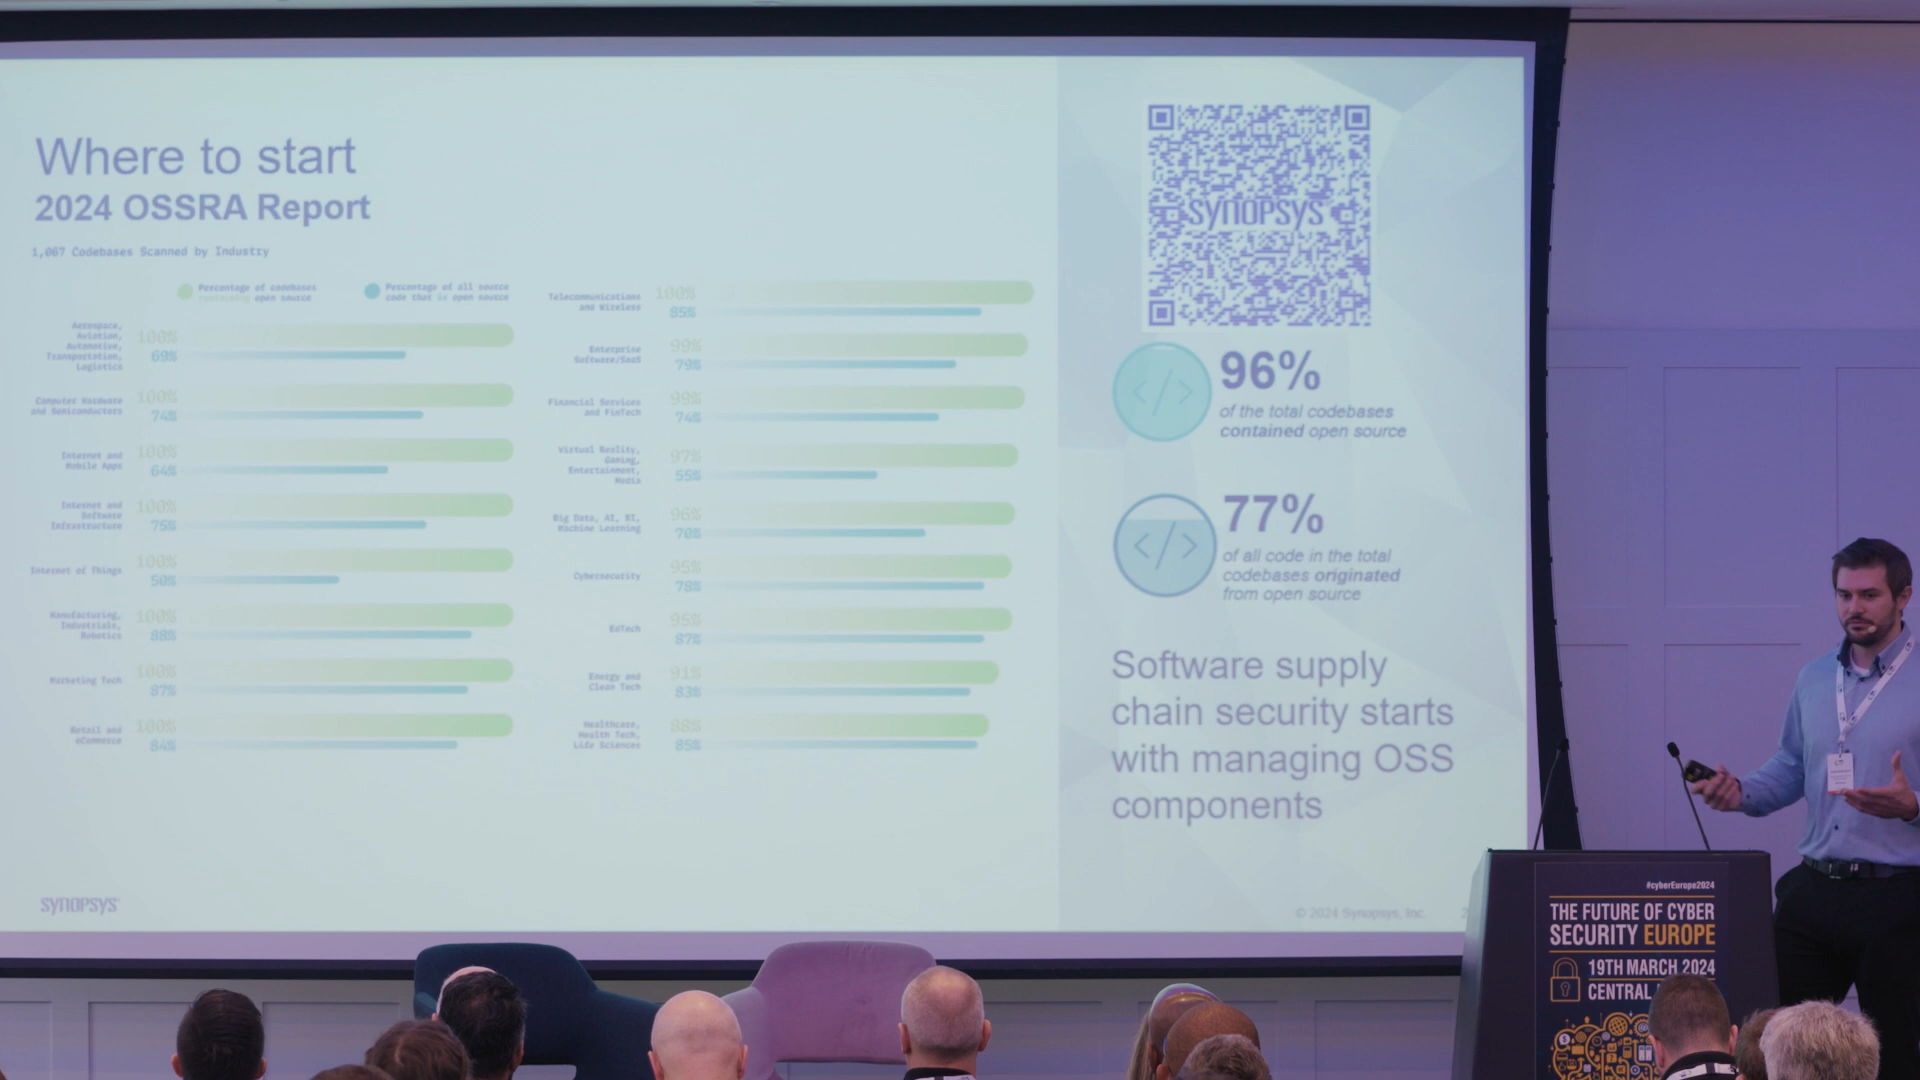 Where to start
2024 OSSRA Report
1,067 Codebases Scanned by Industry
Percentage of codebases
containing open source
Percentage of all source
code that is open source
Aerospace,
Aviation,
Automotive,
Transportation,
Logistics
100%
69%
Computer Hardware
and Semiconductors
100%
74%
Internet and
Mobile Apps
100%
64%
Internet and
Software
Infrastructure
100%
75%
Internet of Things
100%
50%
Manufacturing,
Industrials,
Robotics
100%
88%
Marketing Tech
100%
87%
Retail and
eCommerce
100%
84%
Telecommunications
and Wireless
100%
85%
Enterprise
Software/SaaS
99%
79%
Financial Services
and FinTech
99%
74%
Virtual Reality,
Gaming,
Entertainment,
Media
97%
55%
Big Data, AI, BI,
Machine Learning
96%
70%
Cybersecurity
95%
78%
EdTech
95%
87%
Energy and
Clean Tech
91%
83%
Healthcare,
Health Tech,
Life Sciences
88%
85%
SYNOPSYS
96%
of the total codebases
contained open source
77%
of all code in the total
codebases originated
from open source
Software supply
chain security starts
with managing OSS
components
SYNOPSYS
© 2024 Synopsys, Inc.
#cyberEurope2024
THE FUTURE OF CYBER
SECURITY EUROPE
19TH MARCH 2024
CENTRAL